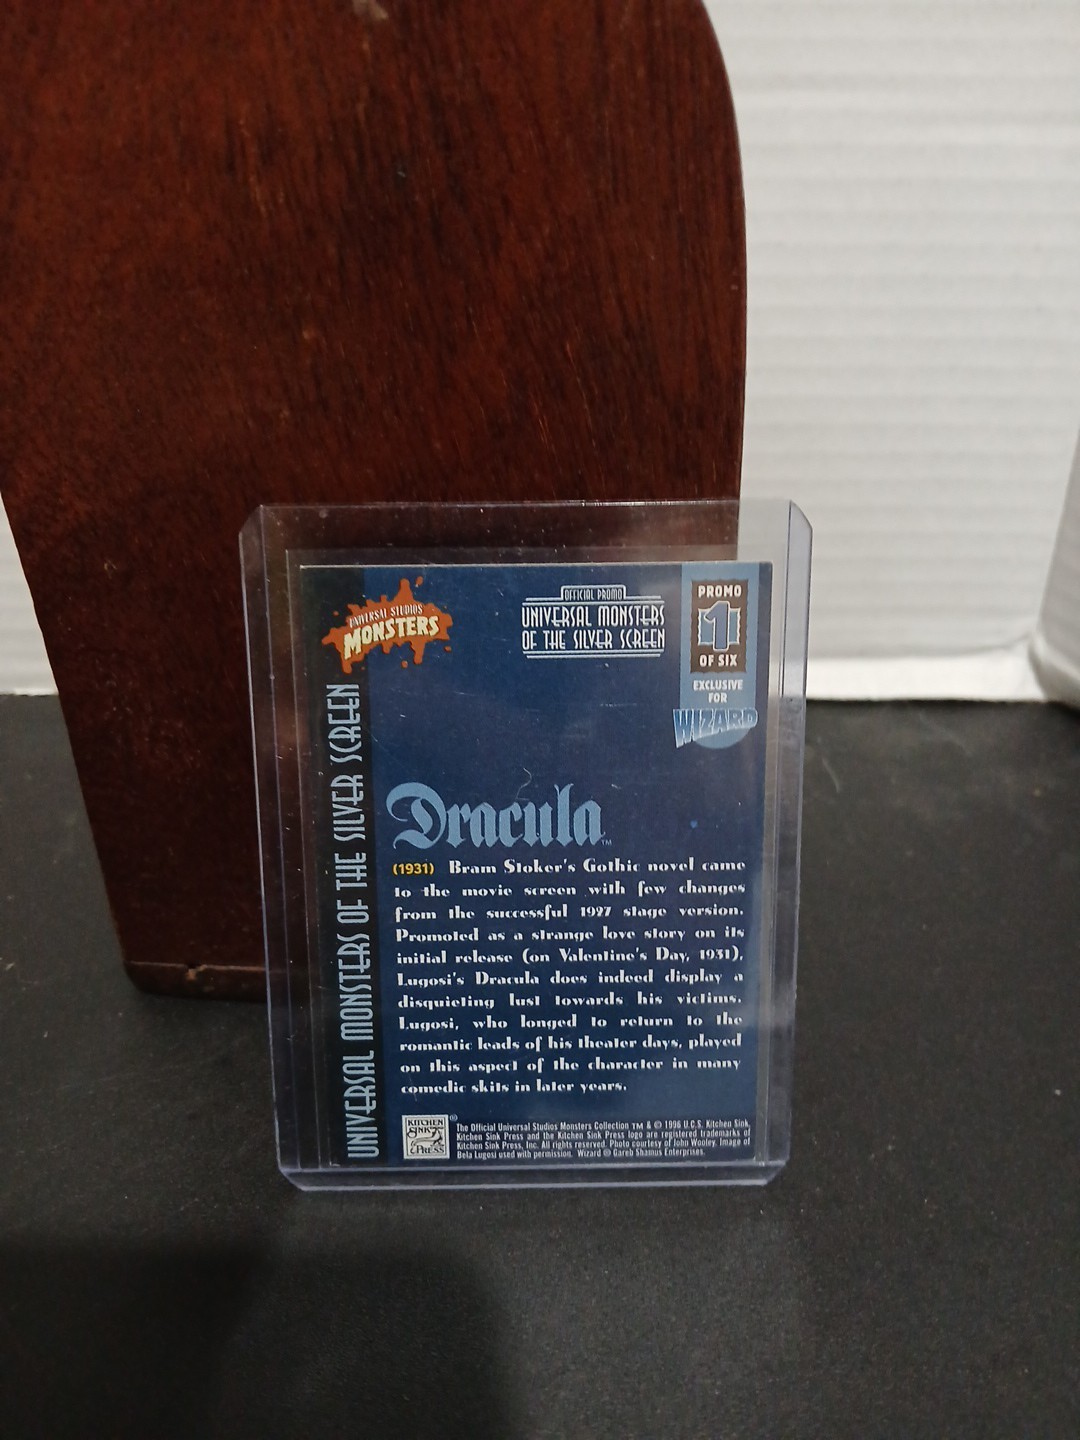 UNIVERSAL STUDIOS
MONSTERS
OFFICIAL PROMO
UNIVERSAL MONSTERS
OF THE SILVER SCREEN
PROMO
1
OF SIX
EXCLUSIVE
FOR
WIZARD
UNIVERSAL MONSTERS OF THE SILVER SCREEN
Dracula™
(1931) Bram Stoker's Gothic novel came
to the movie screen with few changes
from the successful 1927 stage version.
Promoted as a strange love story on its
initial release (on Valentine's Day, 1931),
Lugosi's Dracula does indeed display a
disquieting lust towards his victims.
Lugosi, who longed to return to the
romantic leads of his theater days, played
on this aspect of the character in many
comedic skits in later years.
KITCHEN
SINK
PRESS
®
The Official Universal Studios Monsters Collection TM & © 1996 U.C.S. Kitchen Sink,
Kitchen Sink Press and the Kitchen Sink Press logo are registered trademarks of
Kitchen Sink Press, Inc. All rights reserved. Photo courtesy of John Wooley. Image of
Bela Lugosi used with permission. Wizard © Gareb Shamus Enterprises.